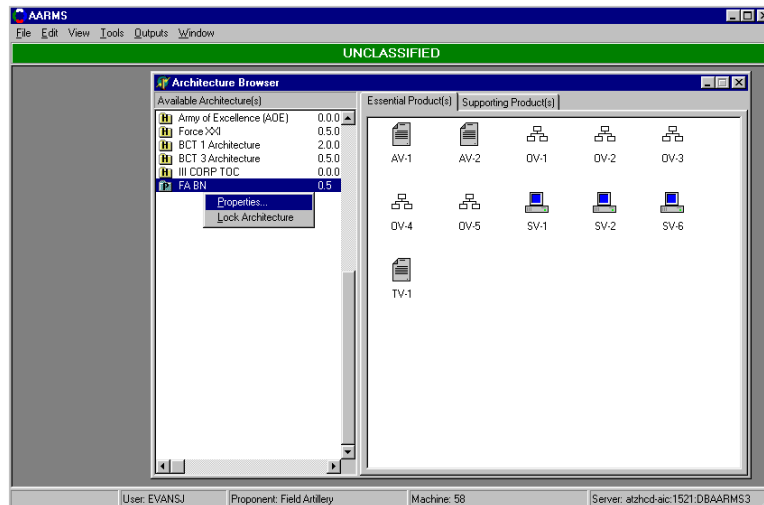 AARMS
File Edit View Tools Outputs Window
UNCLASSIFIED
Architecture Browser
Available Architecture(s)
H Army of Excellence (AOE) 0.0.0
H Force XXI 0.5.0
H BCT 1 Architecture 2.0.0
H BCT 3 Architecture 0.5.0
H III CORP TOC 0.0.0
P FA BN 0.5
Properties...
Lock Architecture
Essential Product(s) Supporting Product(s)
AV-1 AV-2 OV-1 OV-2 OV-3
OV-4 OV-5 SV-1 SV-2 SV-6
TV-1
User: EVANSJ Proponent: Field Artillery Machine: 58 Server: atzhcd-aic:1521:DBAARMS3